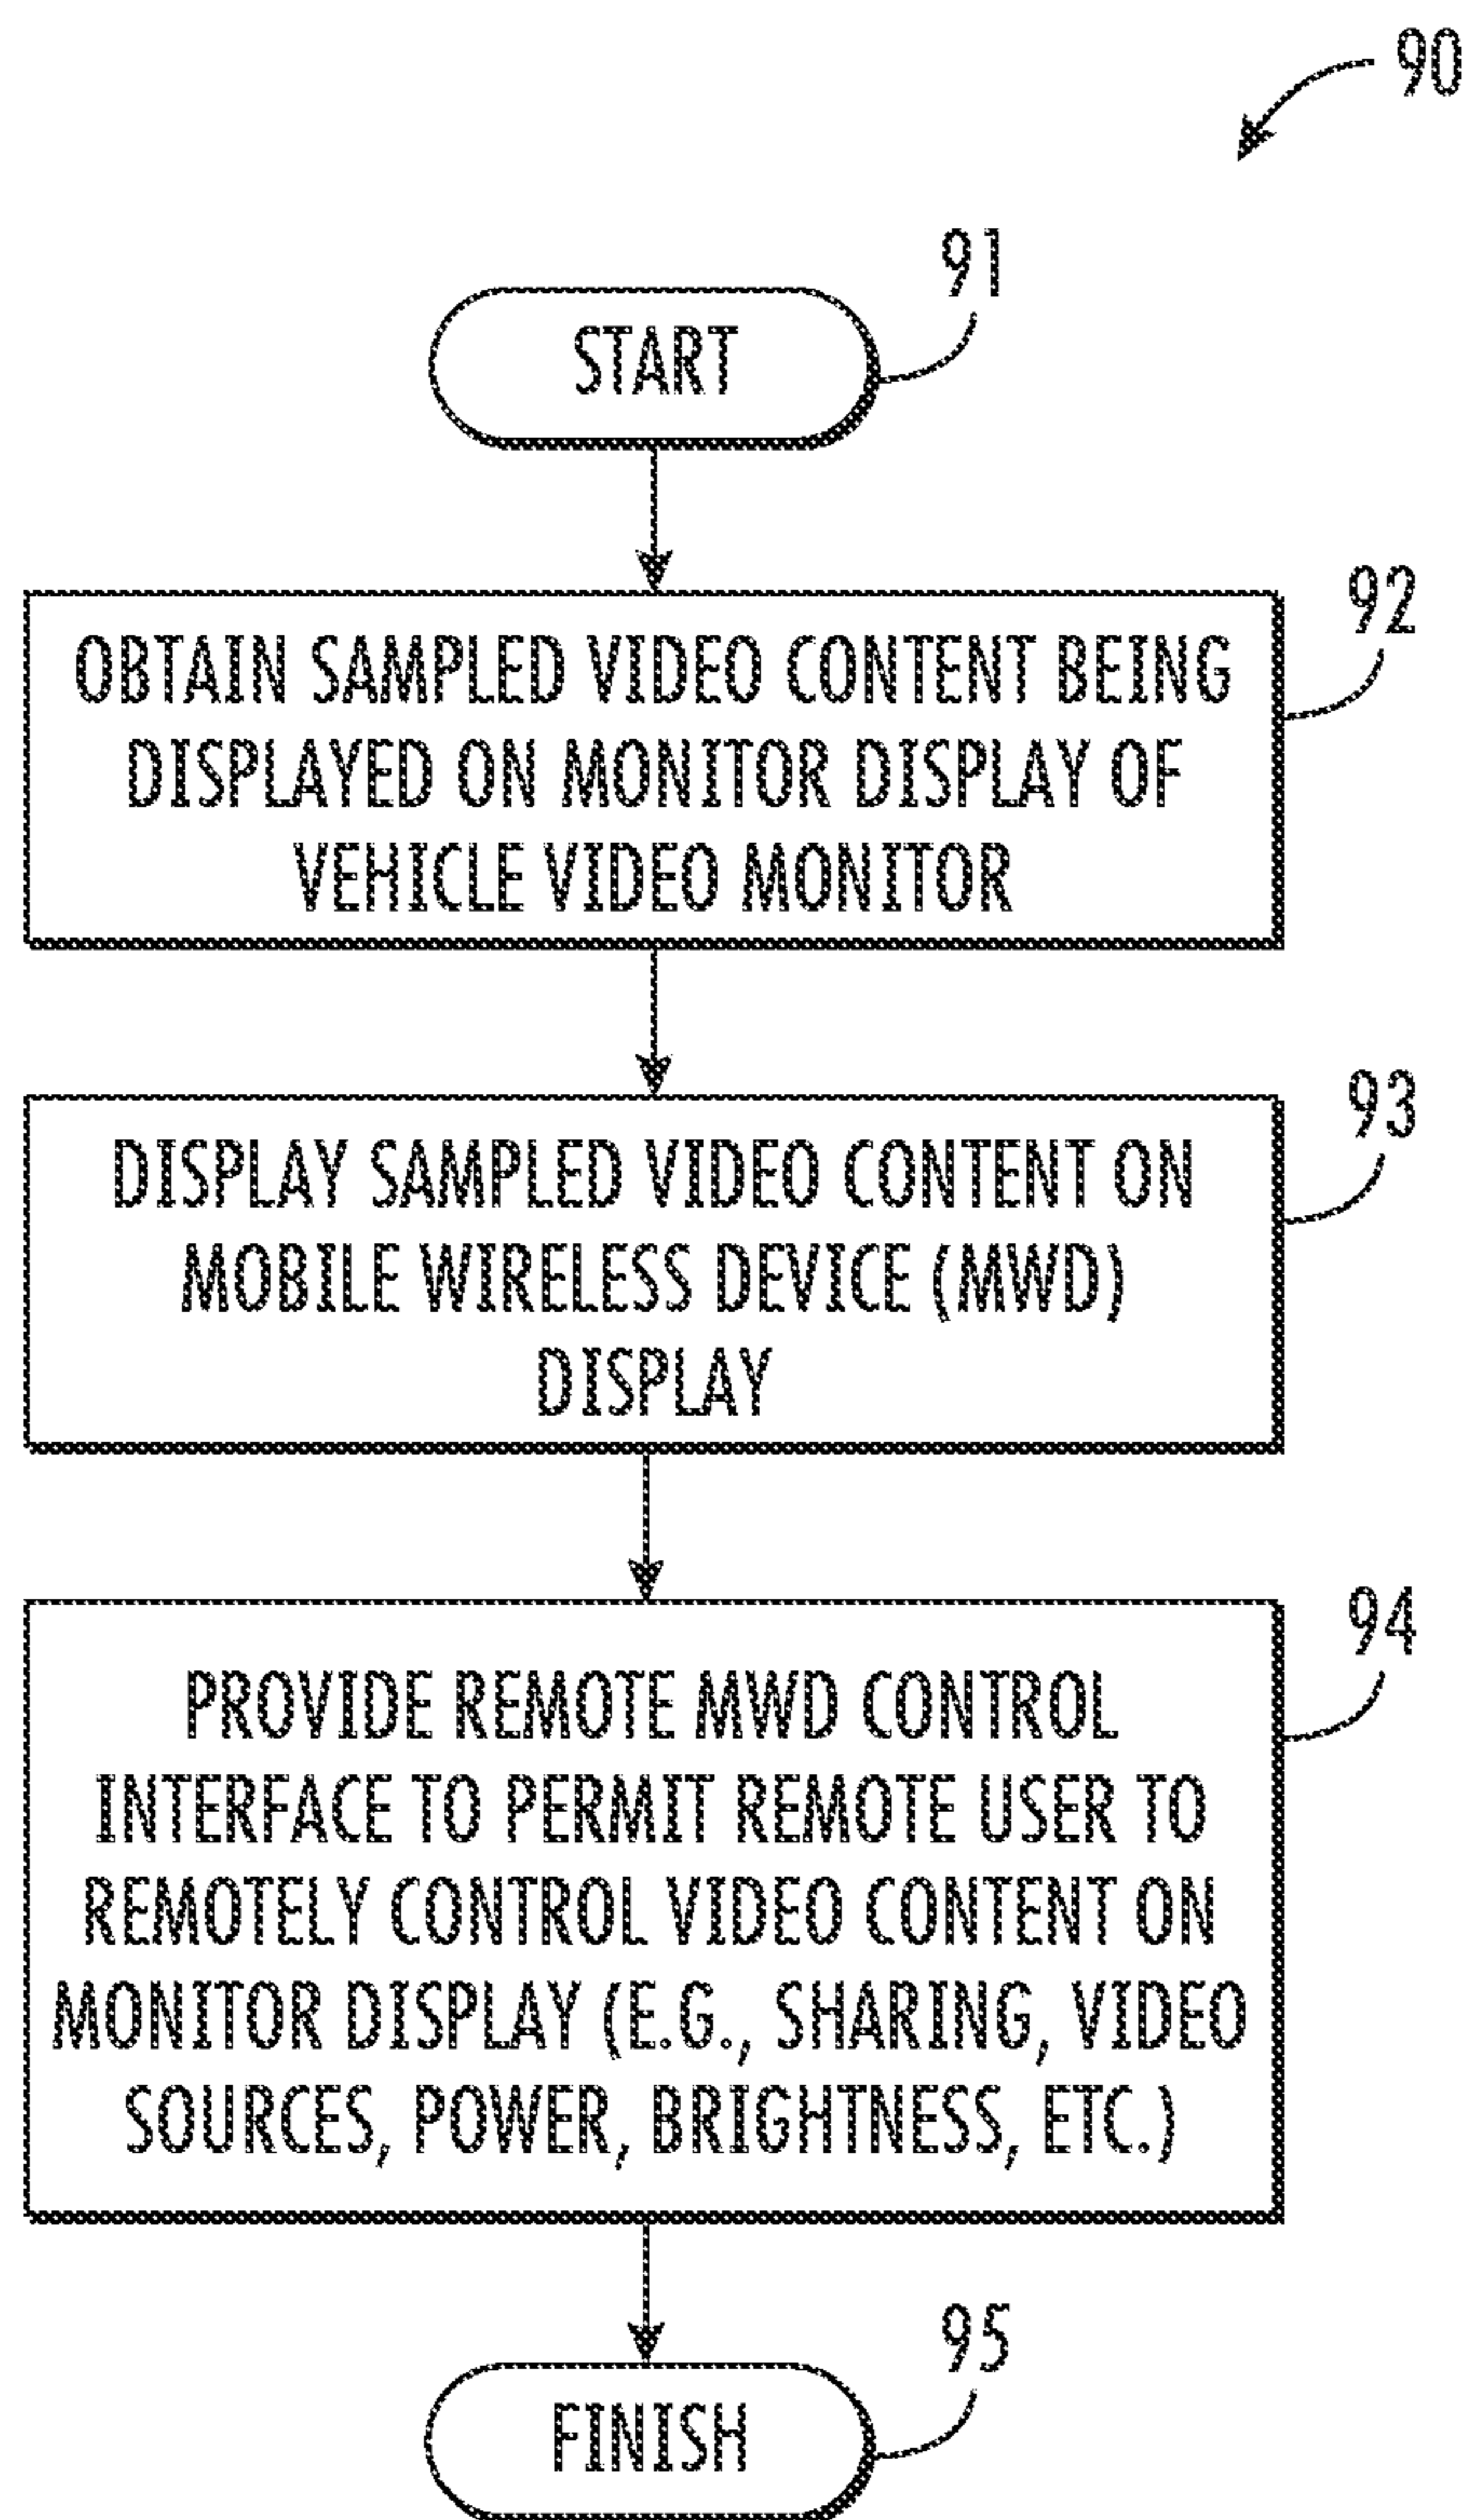 90
91
START
92
OBTAIN SAMPLED VIDEO CONTENT BEING
DISPLAYED ON MONITOR DISPLAY OF
VEHICLE VIDEO MONITOR
93
DISPLAY SAMPLED VIDEO CONTENT ON
MOBILE WIRELESS DEVICE (MWD)
DISPLAY
94
PROVIDE REMOTE MWD CONTROL
INTERFACE TO PERMIT REMOTE USER TO
REMOTELY CONTROL VIDEO CONTENT ON
MONITOR DISPLAY (E.G., SHARING, VIDEO
SOURCES, POWER, BRIGHTNESS, ETC.)
95
FINISH